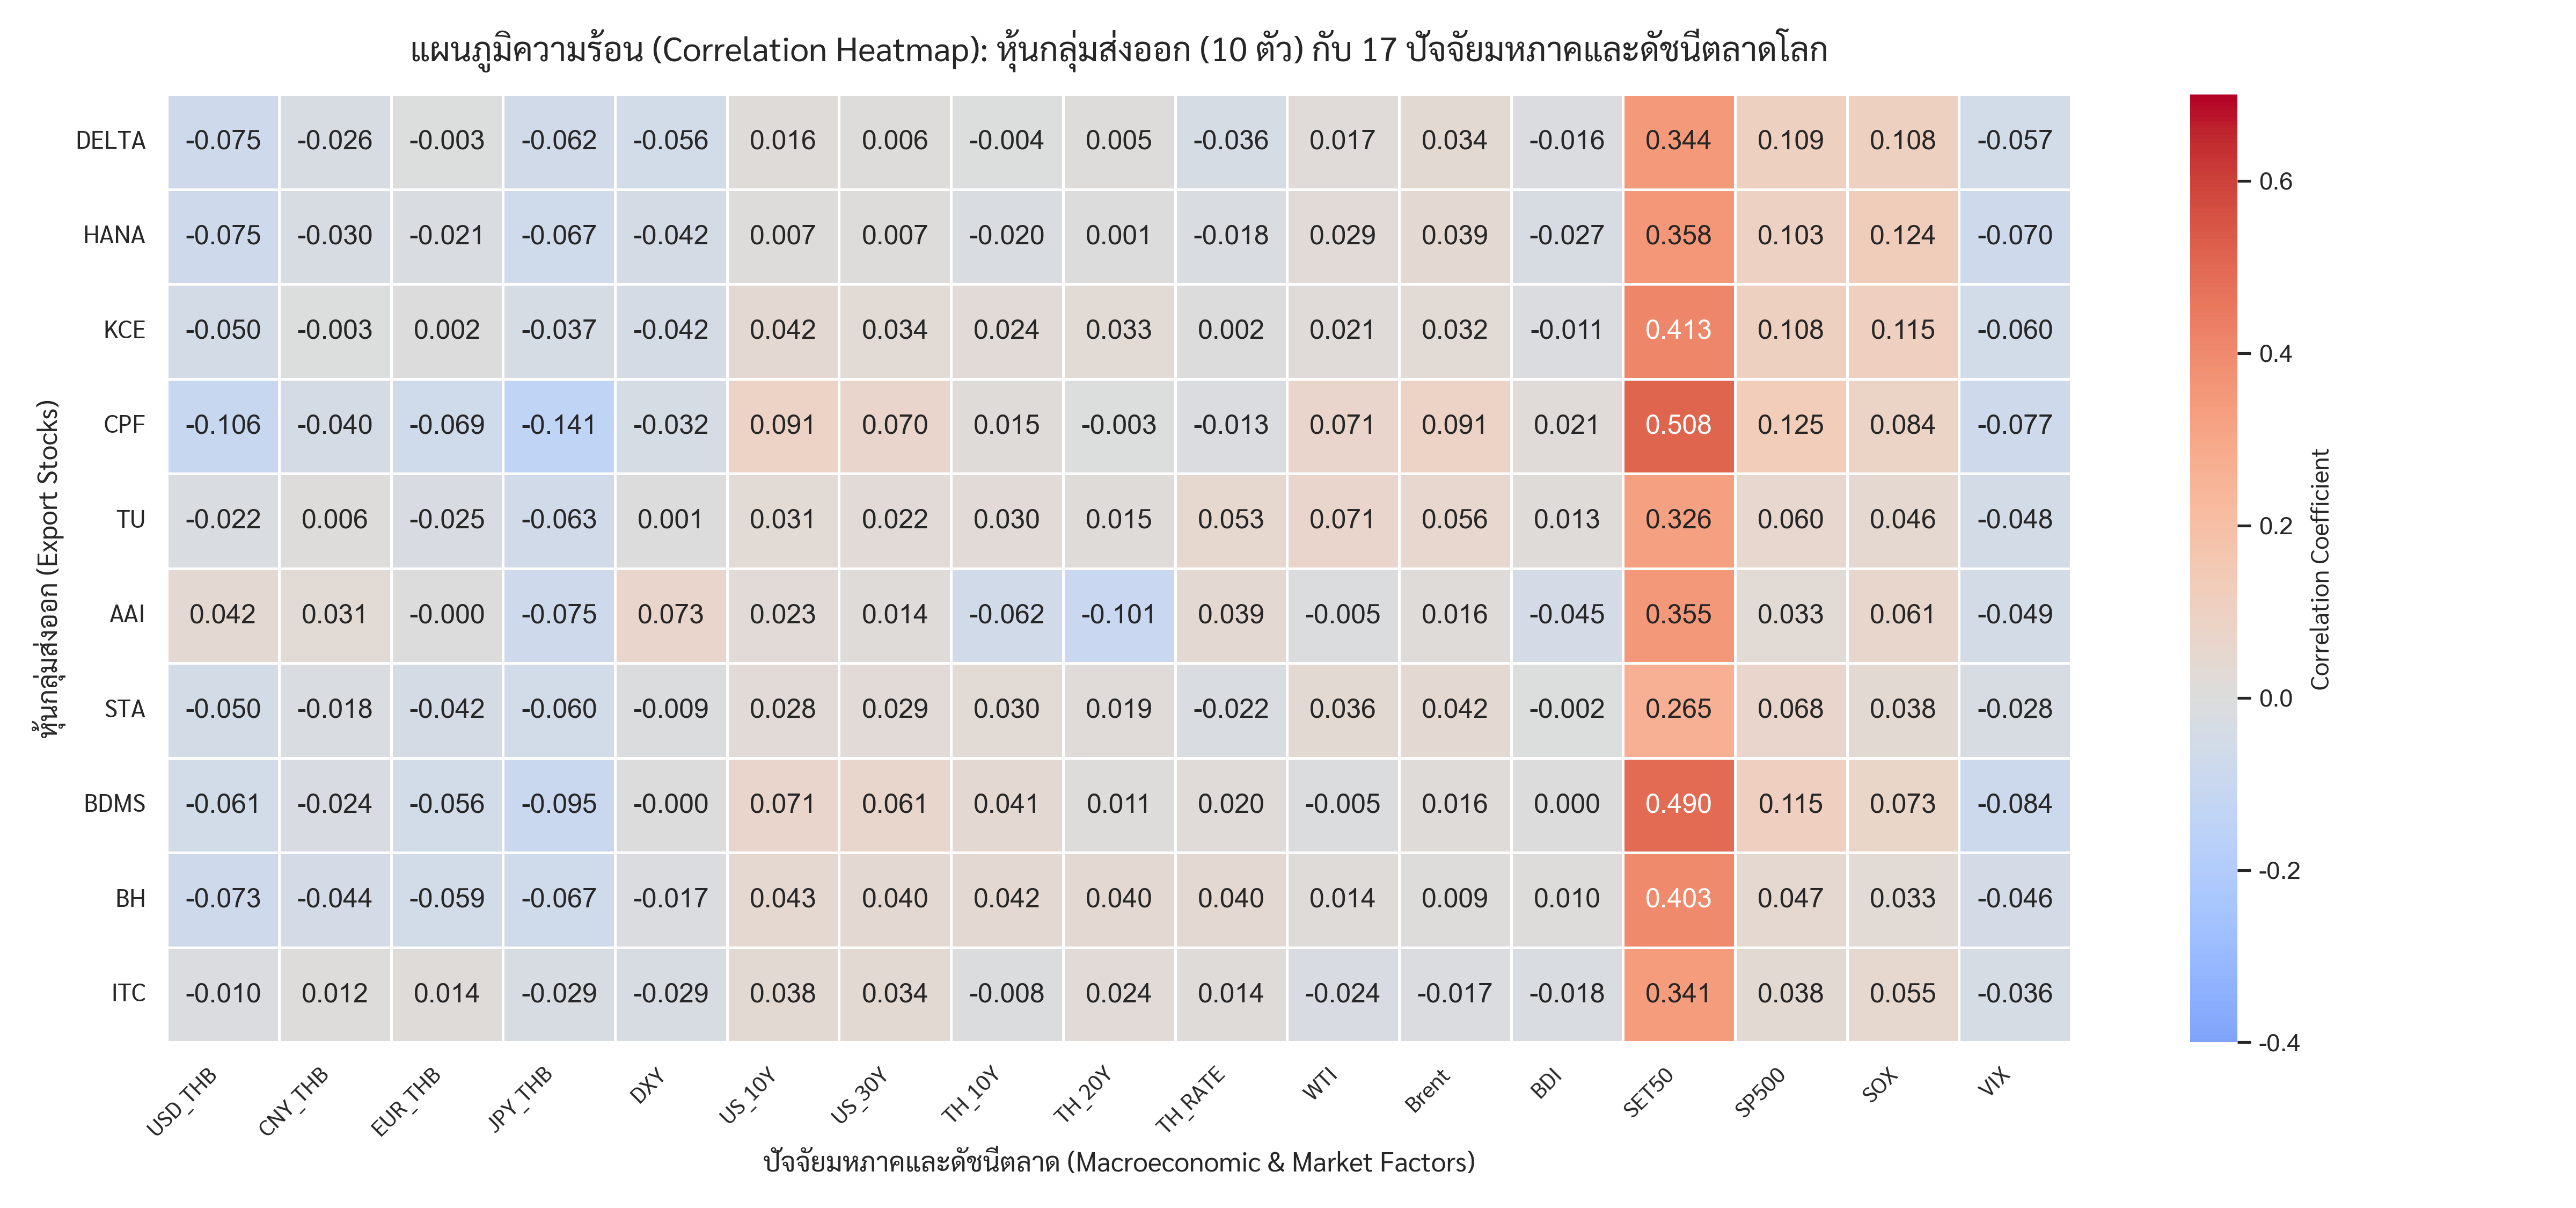 แผนภูมิความร้อน (Correlation Heatmap): หุ้นกลุ่มส่งออก (10 ตัว) กับ 17 ปัจจัยมหภาคและดัชนีตลาดโลก
หุ้นกลุ่มส่งออก (Export Stocks)
DELTA -0.075 -0.026 -0.003 -0.062 -0.056 0.016 0.006 -0.004 0.005 -0.036 0.017 0.034 -0.016 0.344 0.109 0.108 -0.057
HANA -0.075 -0.030 -0.021 -0.067 -0.042 0.007 0.007 -0.020 0.001 -0.018 0.029 0.039 -0.027 0.358 0.103 0.124 -0.070
KCE -0.050 -0.003 0.002 -0.037 -0.042 0.042 0.034 0.024 0.033 0.002 0.021 0.032 -0.011 0.413 0.108 0.115 -0.060
CPF -0.106 -0.040 -0.069 -0.141 -0.032 0.091 0.070 0.015 -0.003 -0.013 0.071 0.091 0.021 0.508 0.125 0.084 -0.077
TU -0.022 0.006 -0.025 -0.063 0.001 0.031 0.022 0.030 0.015 0.053 0.071 0.056 0.013 0.326 0.060 0.046 -0.048
AAI 0.042 0.031 -0.000 -0.075 0.073 0.023 0.014 -0.062 -0.101 0.039 -0.005 0.016 -0.045 0.355 0.033 0.061 -0.049
STA -0.050 -0.018 -0.042 -0.060 -0.009 0.028 0.029 0.030 0.019 -0.022 0.036 0.042 -0.002 0.265 0.068 0.038 -0.028
BDMS -0.061 -0.024 -0.056 -0.095 -0.000 0.071 0.061 0.041 0.011 0.020 -0.005 0.016 0.000 0.490 0.115 0.073 -0.084
BH -0.073 -0.044 -0.059 -0.067 -0.017 0.043 0.040 0.042 0.040 0.040 0.014 0.009 0.010 0.403 0.047 0.033 -0.046
ITC -0.010 0.012 0.014 -0.029 -0.029 0.038 0.034 -0.008 0.024 0.014 -0.024 -0.017 -0.018 0.341 0.038 0.055 -0.036
USD_THB CNY_THB EUR_THB JPY_THB DXY US_10Y US_30Y TH_10Y TH_20Y TH_RATE WTI Brent BDI SET50 SP500 SOX VIX
ปัจจัยมหภาคและดัชนีตลาด (Macroeconomic & Market Factors)
0.6
0.4
0.2
0.0
-0.2
-0.4
Correlation Coefficient